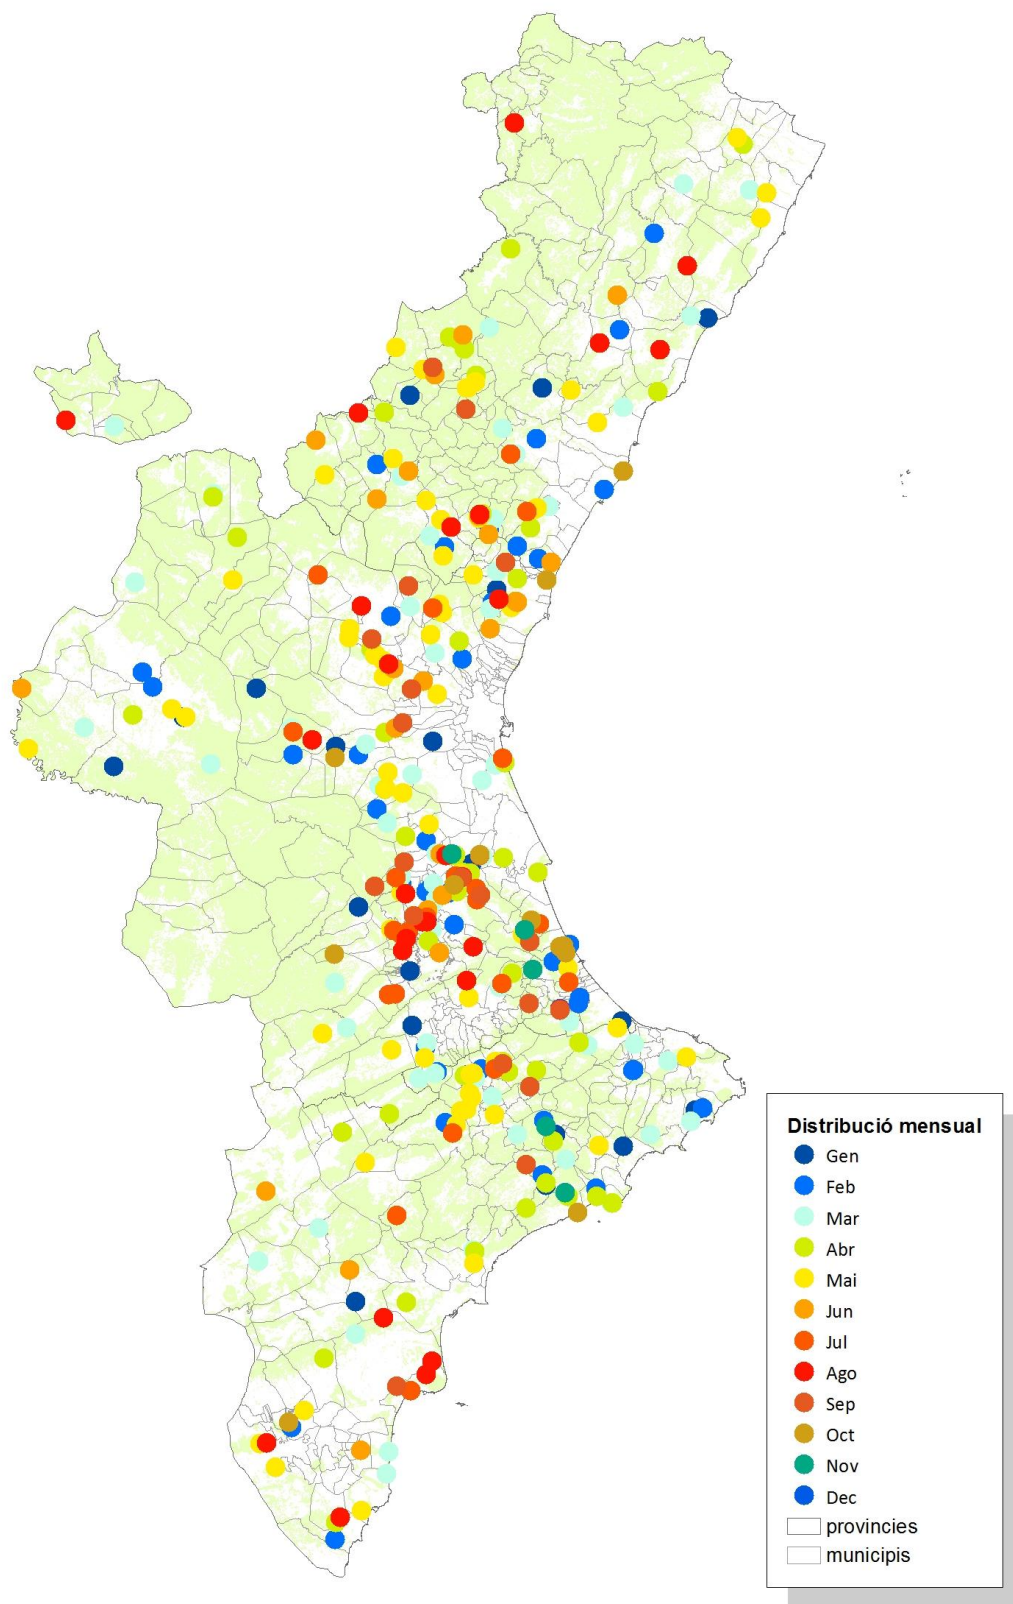 Distribució mensual
Gen
Feb
Mar
Abr
Mai
Jun
Jul
Ago
Sep
Oct
Nov
Dec
provincies
municipis